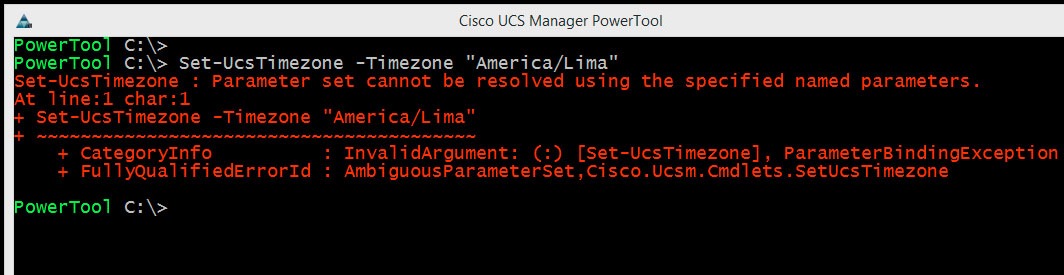 Cisco UCS Manager PowerTool
PowerTool C:\>
PowerTool C:\> Set-UcsTimezone -Timezone "America/Lima"
Set-UcsTimezone : Parameter set cannot be resolved using the specified named parameters.
At line:1 char:1
+ Set-UcsTimezone -Timezone "America/Lima"
+ ~~~~~~~~~~~~~~~~~~~~~~~~~~~~~~~~~~~~~~~~
    + CategoryInfo          : InvalidArgument: (:) [Set-UcsTimezone], ParameterBindingException
    + FullyQualifiedErrorId : AmbiguousParameterSet,Cisco.Ucsm.Cmdlets.SetUcsTimezone
PowerTool C:\>